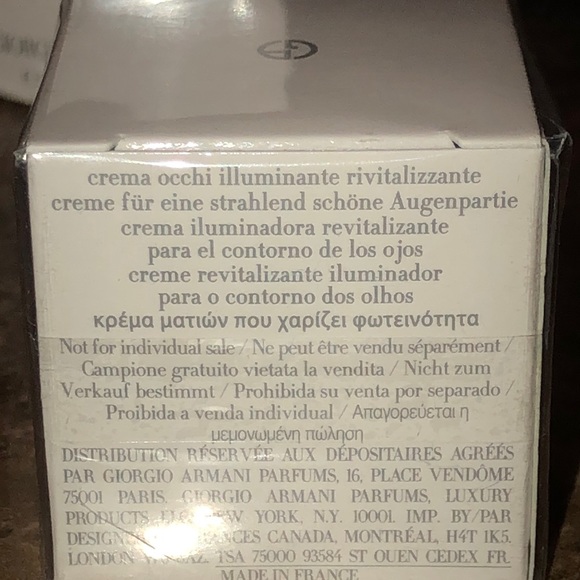 GA
crema occhi illuminante rivitalizzante
creme für eine strahlend schöne Augenpartie
crema iluminadora revitalizante
para el contorno de los ojos
creme revitalizante iluminador
para o contorno dos olhos
κρέμα ματιών που χαρίζει φωτεινότητα
Not for individual sale / Ne peut être vendu séparément /
Campione gratuito vietata la vendita / Nicht zum
Verkauf bestimmt / Prohibida su venta por separado /
Proibida a venda individual / Απαγορεύεται η
μεμονωμένη πώληση
DISTRIBUTION RÉSERVÉE AUX DÉPOSITAIRES AGRÉÉS
PAR GIORGIO ARMANI PARFUMS, 16, PLACE VENDÔME
75001 PARIS. GIORGIO ARMANI PARFUMS, LUXURY
PRODUCTS YORK, N.Y. 10001. IMP. BY/PAR
CANADA, MONTRÉAL, H4T 1K5.
LONDON TSA 75000 93584 ST OUEN CEDEX FR.
MADE IN FRANCE